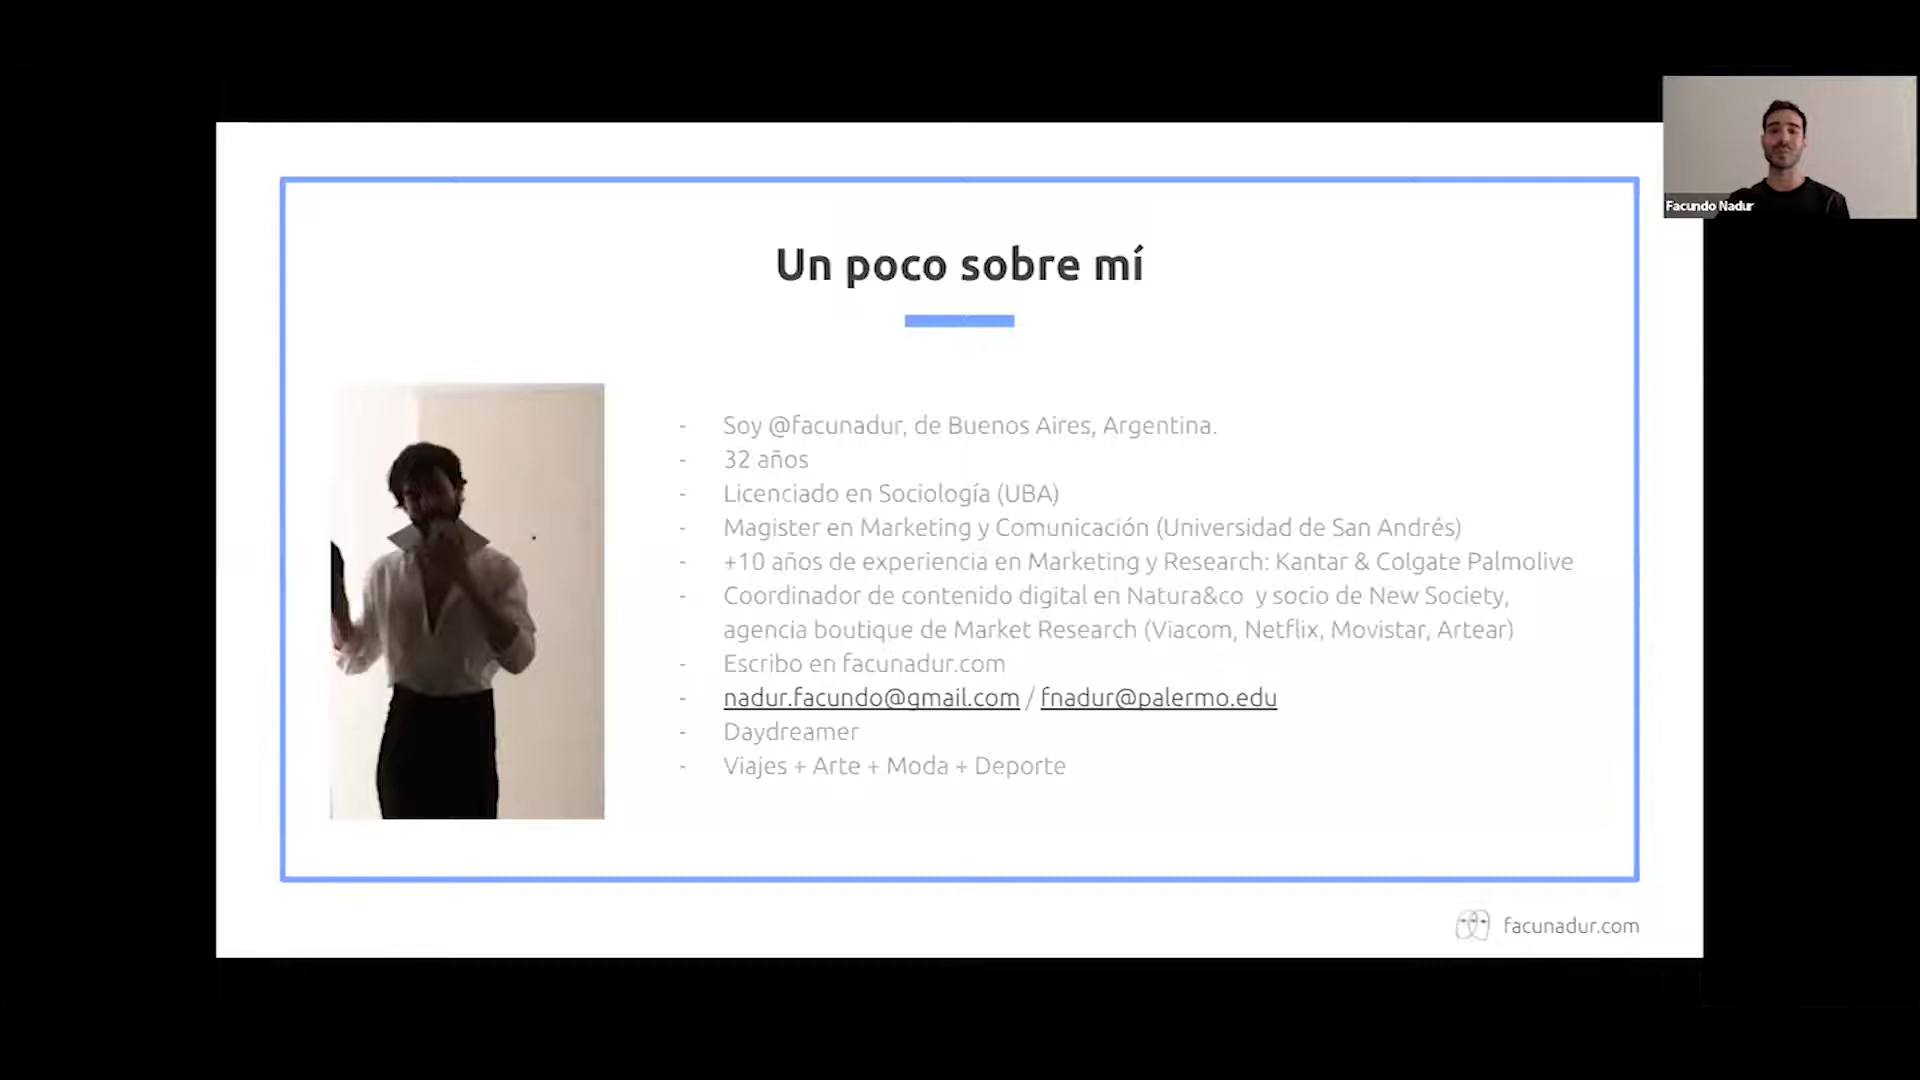 Facundo Nadur
Un poco sobre mí
- Soy @facunadur, de Buenos Aires, Argentina.
- 32 años
- Licenciado en Sociología (UBA)
- Magister en Marketing y Comunicación (Universidad de San Andrés)
- +10 años de experiencia en Marketing y Research: Kantar & Colgate Palmolive
- Coordinador de contenido digital en Natura&co y socio de New Society,
agencia boutique de Market Research (Viacom, Netflix, Movistar, Artear)
- Escribo en facunadur.com
- nadur.facundo@gmail.com / fnadur@palermo.edu
- Daydreamer
- Viajes + Arte + Moda + Deporte
facunadur.com